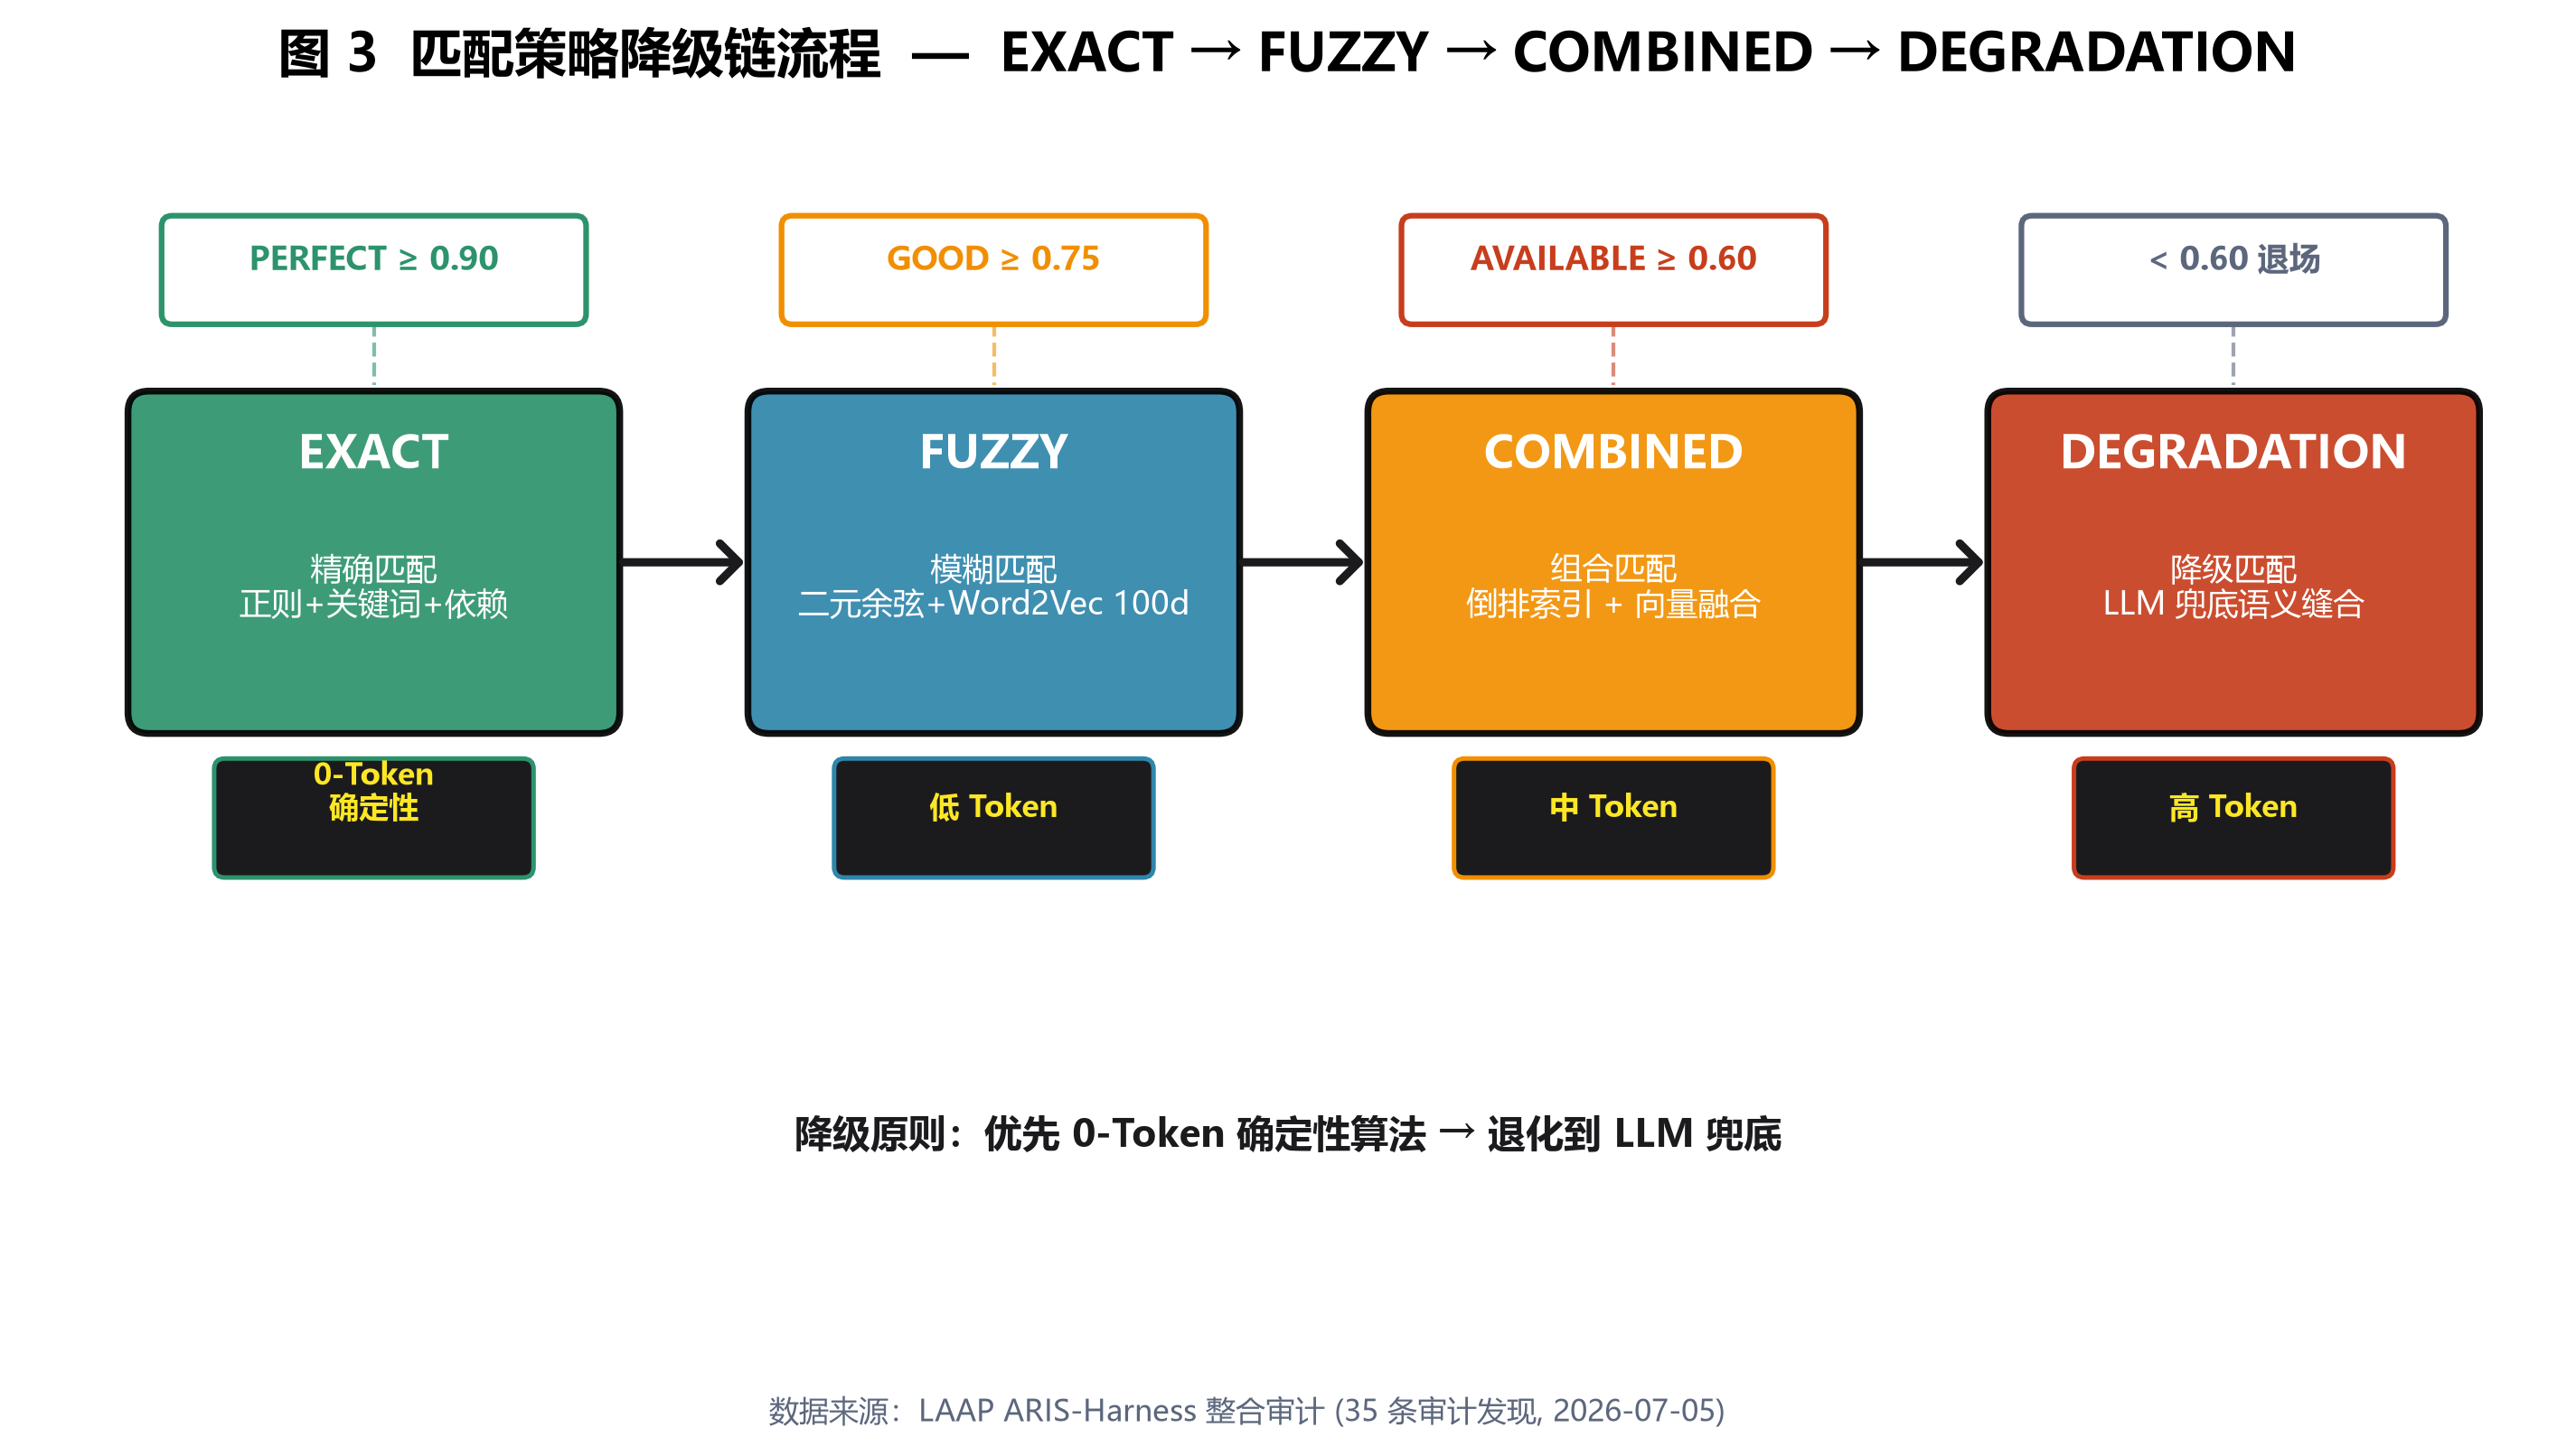 图 3 匹配策略降级链流程 — EXACT → FUZZY → COMBINED → DEGRADATION
PERFECT ≥ 0.90
GOOD ≥ 0.75
AVAILABLE ≥ 0.60
< 0.60 退场
EXACT
精确匹配
正则+关键词+依赖
FUZZY
模糊匹配
二元余弦+Word2Vec 100d
COMBINED
组合匹配
倒排索引 + 向量融合
DEGRADATION
降级匹配
LLM 兜底语义缝合
0-Token
确定性
低 Token
中 Token
高 Token
降级原则：优先 0-Token 确定性算法 → 退化到 LLM 兜底
数据来源：LAAP ARIS-Harness 整合审计 (35 条审计发现, 2026-07-05)